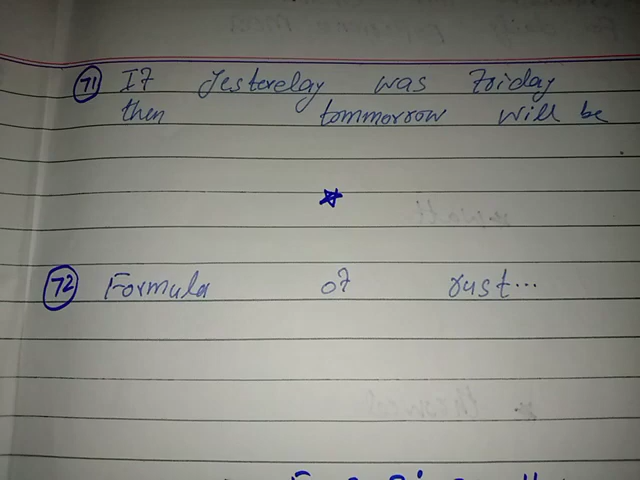 71 If Yesterday was Friday
then tommorrow will be
72 Formula of rust...